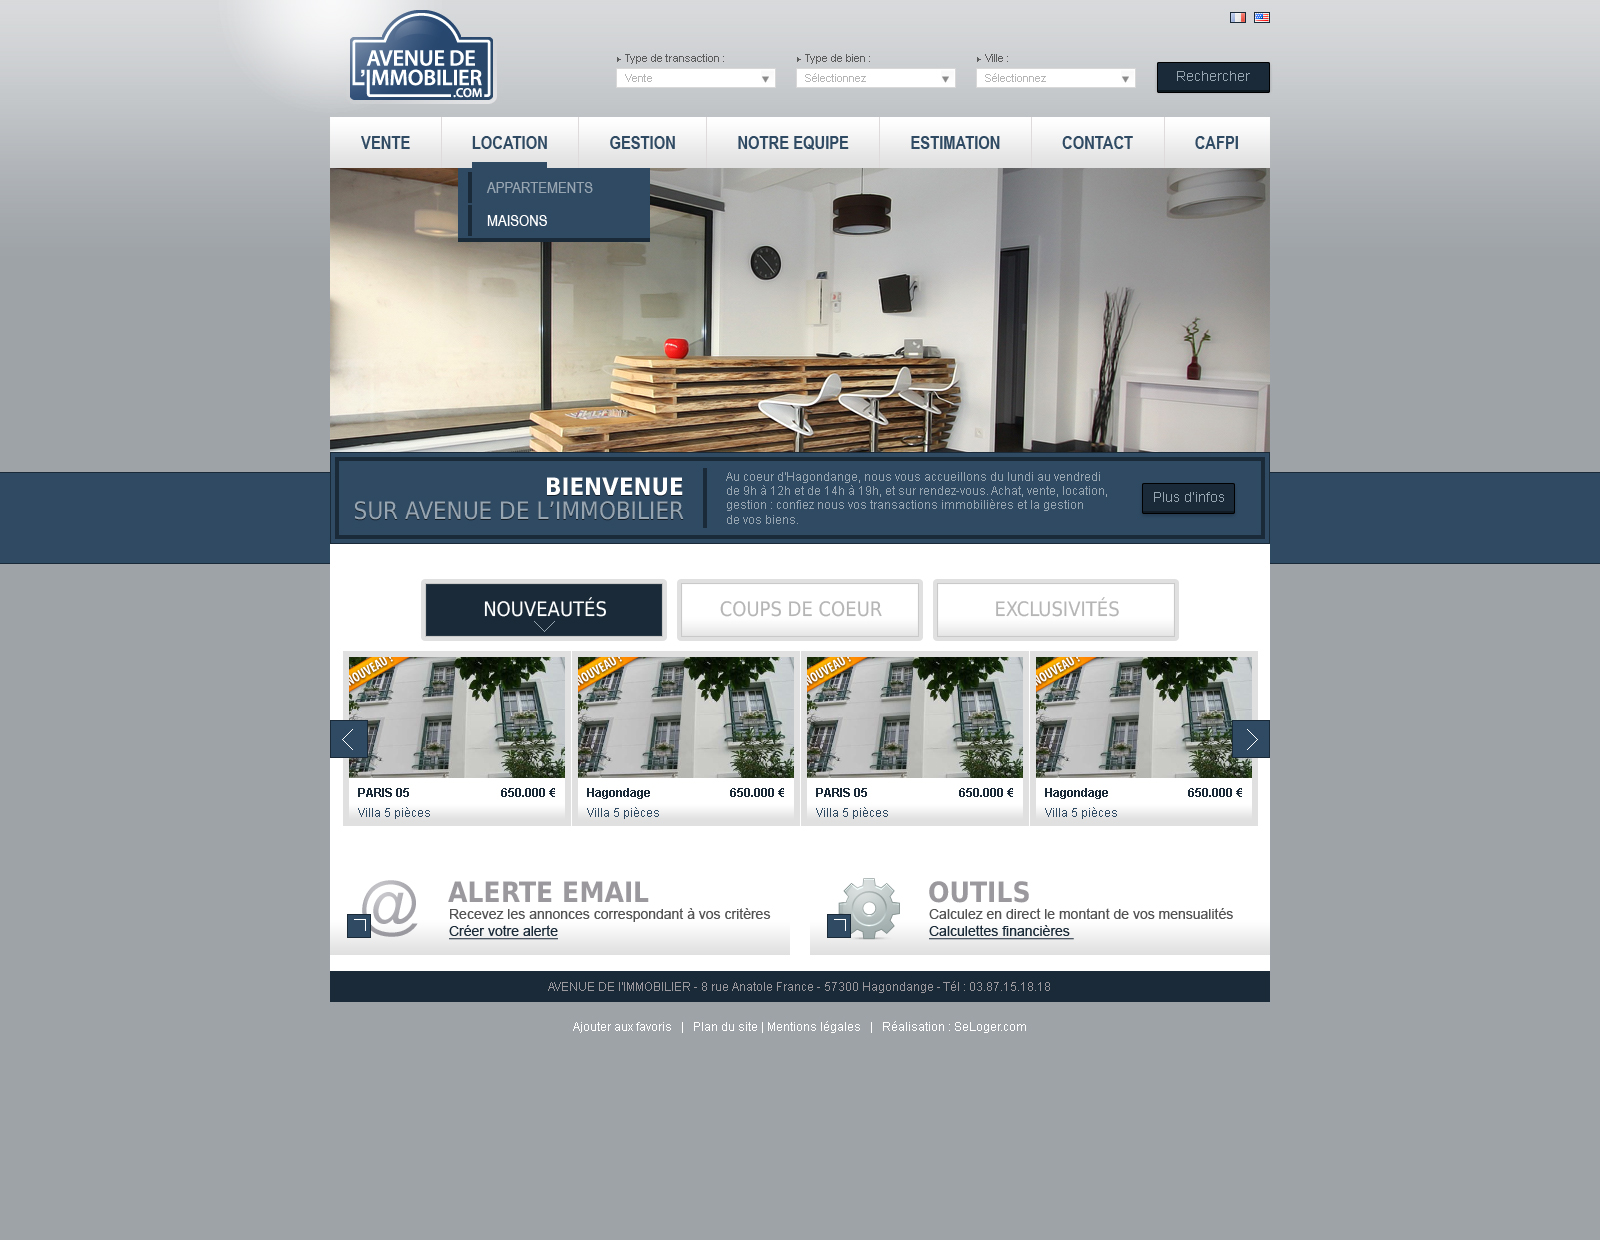 AVENUE DE
L'IMMOBILIER
.COM
Type de transaction :
Type de bien :
Ville :
Vente
Sélectionnez
Sélectionnez
Rechercher
VENTE
LOCATION
GESTION
NOTRE EQUIPE
ESTIMATION
CONTACT
CAFPI
APPARTEMENTS
MAISONS
BIENVENUE
SUR AVENUE DE L'IMMOBILIER
Au coeur d'Hagondange, nous vous accueillons du lundi au vendredi
de 9h à 12h et de 14h à 19h, et sur rendez-vous. Achat, vente, location,
gestion : confiez nous vos transactions immobilières et la gestion
de vos biens.
Plus d'infos
NOUVEAUTÉS
COUPS DE COEUR
EXCLUSIVITÉS
NOUVEAU !
NOUVEAU !
NOUVEAU !
NOUVEAU !
PARIS 05 650.000 €
Villa 5 pièces
Hagondage 650.000 €
Villa 5 pièces
PARIS 05 650.000 €
Villa 5 pièces
Hagondage 650.000 €
Villa 5 pièces
ALERTE EMAIL
Recevez les annonces correspondant à vos critères
Créer votre alerte
OUTILS
Calculez en direct le montant de vos mensualités
Calculettes financières
AVENUE DE l'IMMOBILIER - 8 rue Anatole France - 57300 Hagondange - Tél : 03.87.15.18.18
Ajouter aux favoris | Plan du site | Mentions légales | Réalisation : SeLoger.com